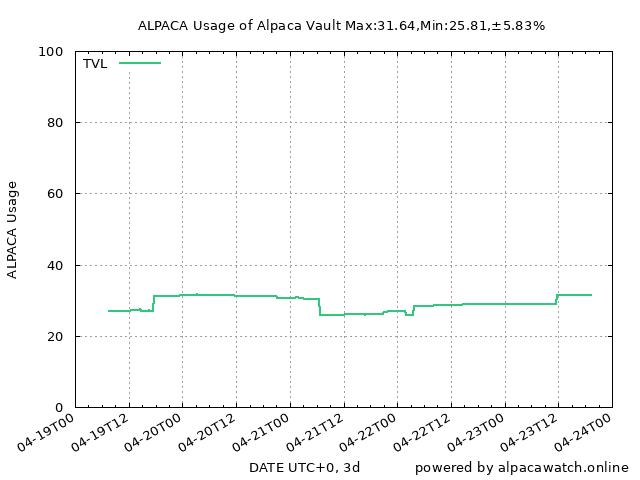 ALPACA Usage of Alpaca Vault Max:31.64,Min:25.81,±5.83%
100
TVL
80
60
40
20
0
ALPACA Usage
04-19T00
04-19T12
04-20T00
04-20T12
04-21T00
04-21T12
04-22T00
04-22T12
04-23T00
04-23T12
04-24T00
DATE UTC+0, 3d
powered by alpacawatch.online